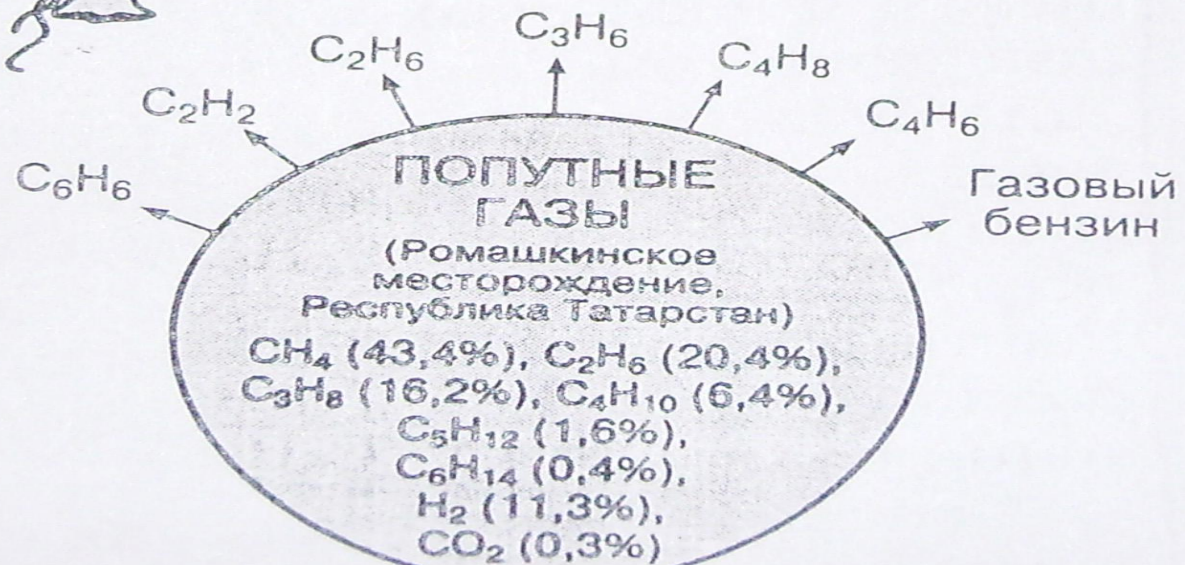 C₆H₆
C₂H₂
C₂H₆
C₃H₆
C₄H₈
C₄H₆
Газовый
бензин
ПОПУТНЫЕ
ГАЗЫ
(Ромашкинское
месторождение,
Республика Татарстан)
CH₄ (43,4%), C₂H₆ (20,4%),
C₃H₈ (16,2%), C₄H₁₀ (6,4%),
C₅H₁₂ (1,6%),
C₆H₁₄ (0,4%),
H₂ (11,3%),
CO₂ (0,3%)